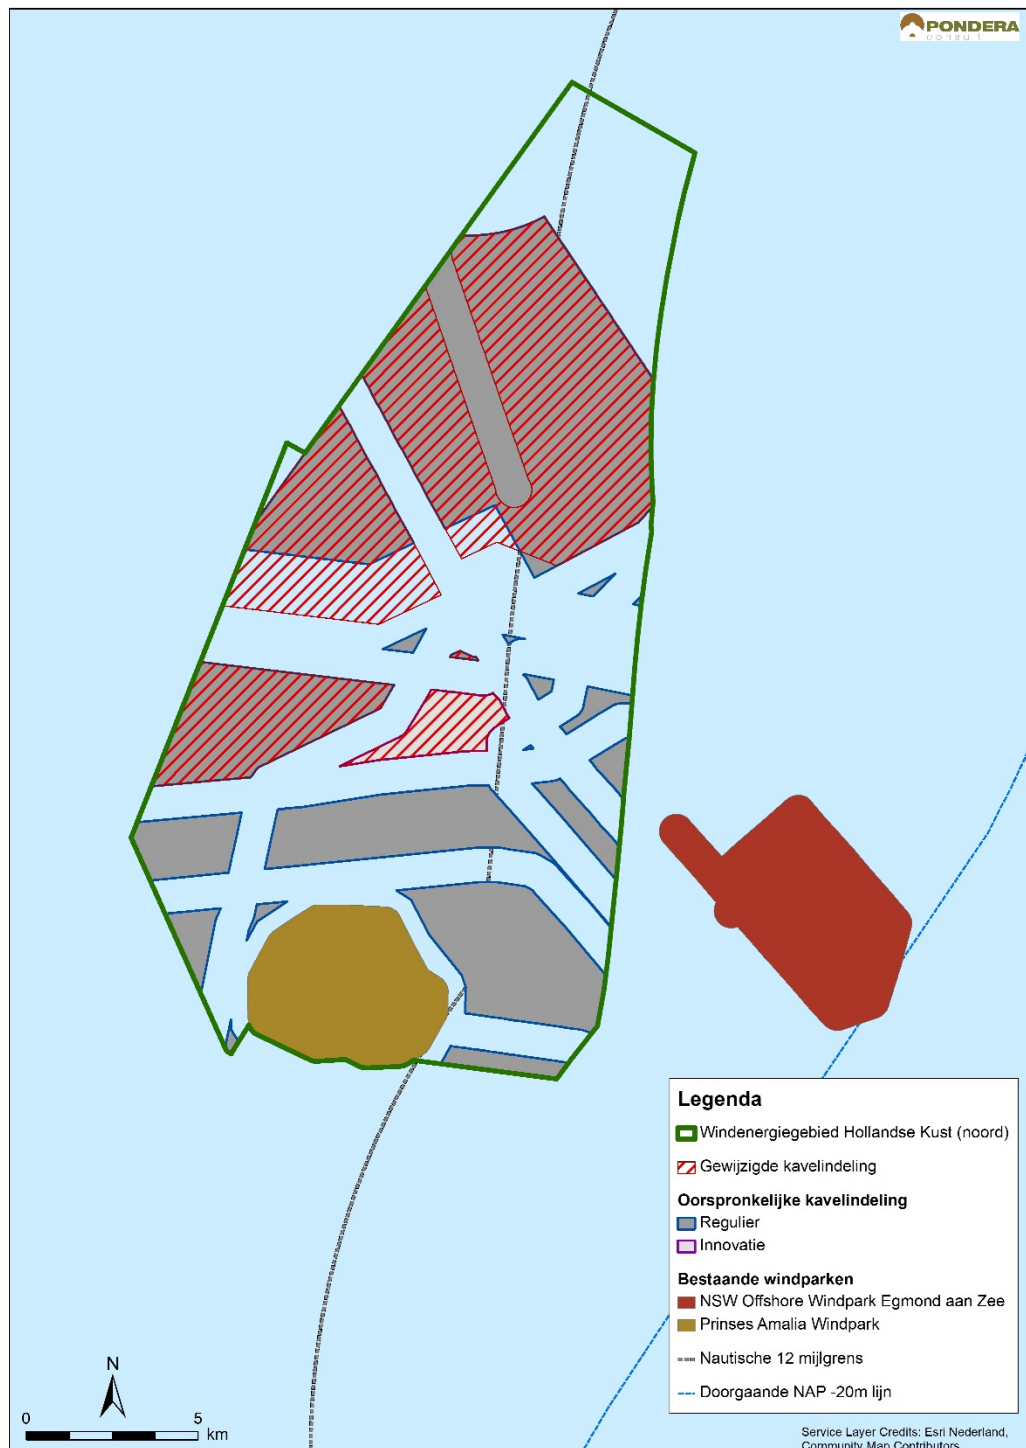 PONDERA
consult
Legenda
Windenergiegebied Hollandse Kust (noord)
Gewijzigde kavelindeling
Oorspronkelijke kavelindeling
Regulier
Innovatie
Bestaande windparken
NSW Offshore Windpark Egmond aan Zee
Prinses Amalia Windpark
Nautische 12 mijlgrens
Doorgaande NAP -20m lijn
N
0 5
km
Service Layer Credits: Esri Nederland,
Community Map Contributors